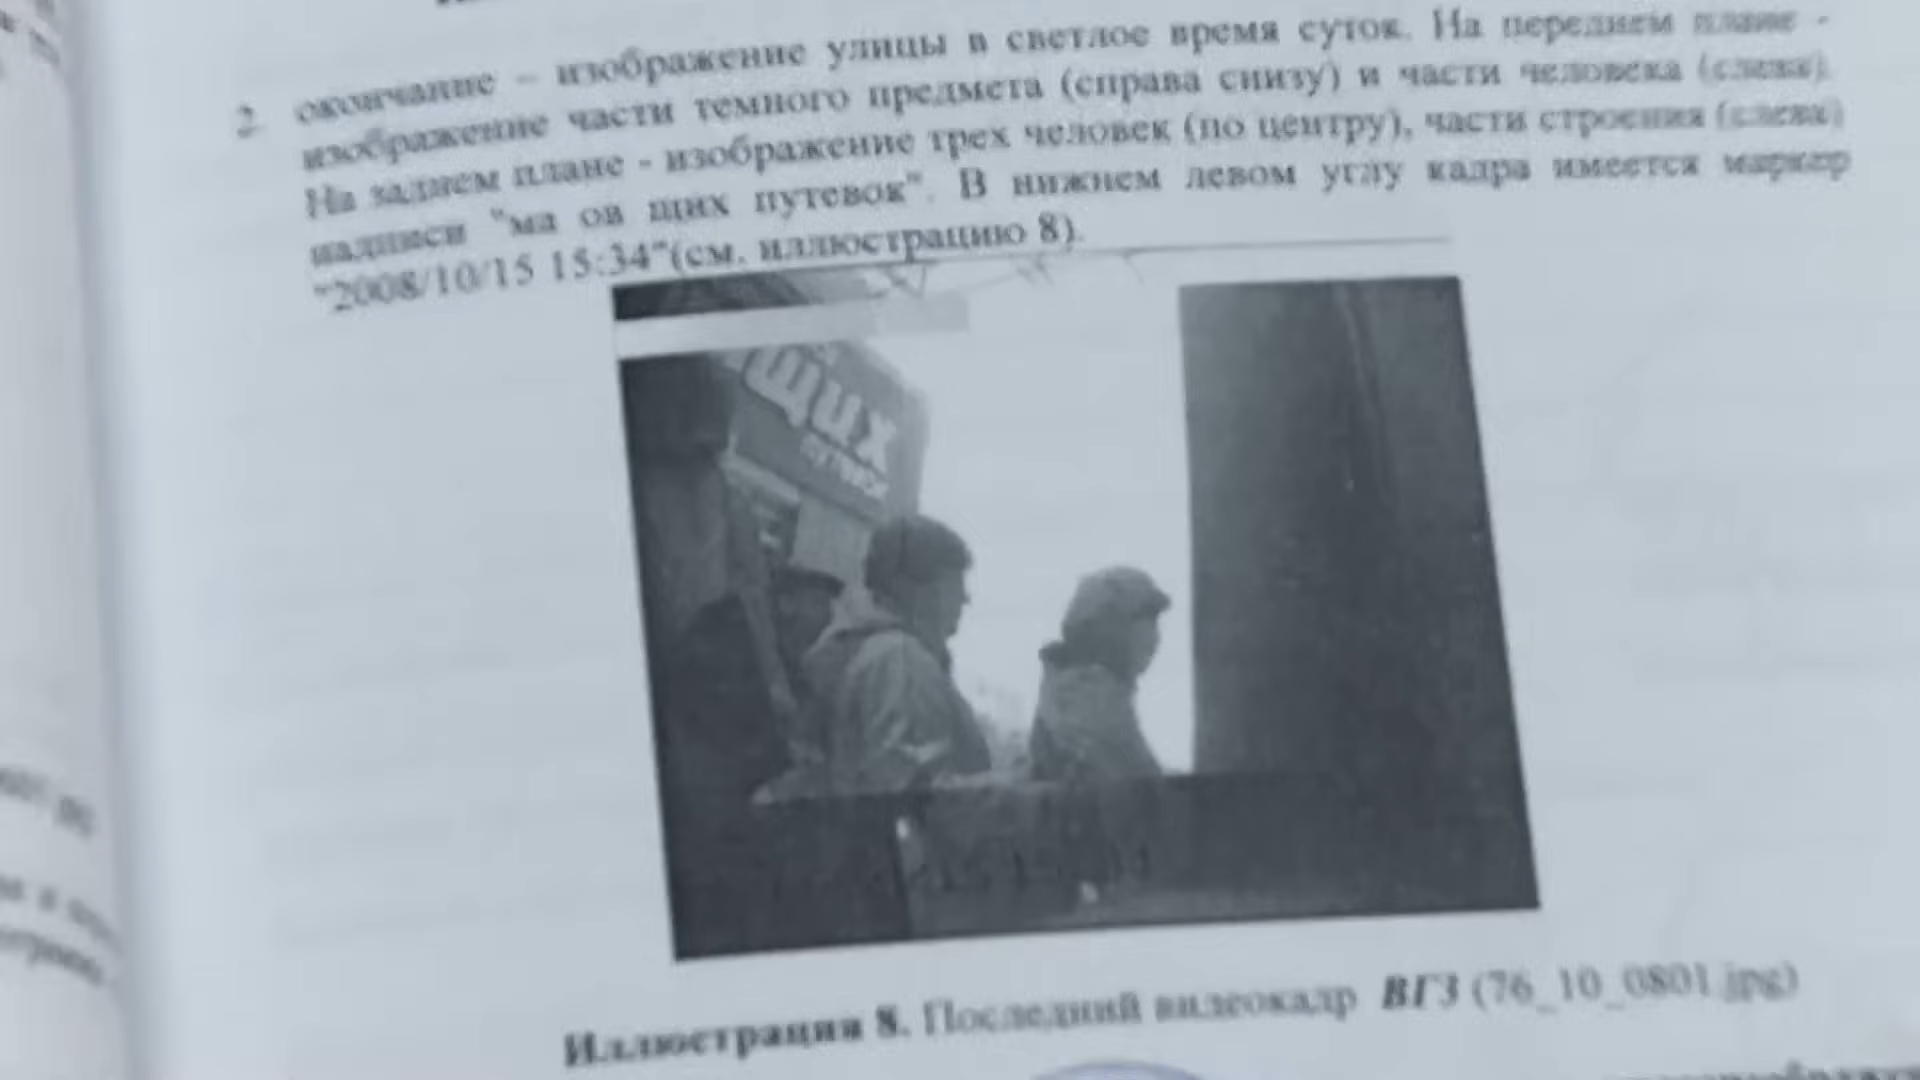 2. окончание – изображение улицы в светлое время суток. На переднем плане -
изображение части темного предмета (справа снизу) и части человека (слева).
На заднем плане - изображение трех человек (по центру), части строения (слева)
надписи "ма ов щих путевок". В нижнем левом углу кадра имеется маркер
"2008/10/15 15:34"(см. иллюстрацию 8).
щих
путевок
Иллюстрация 8. Последний видеокадр ВГЗ (76_10_0801.jpg)